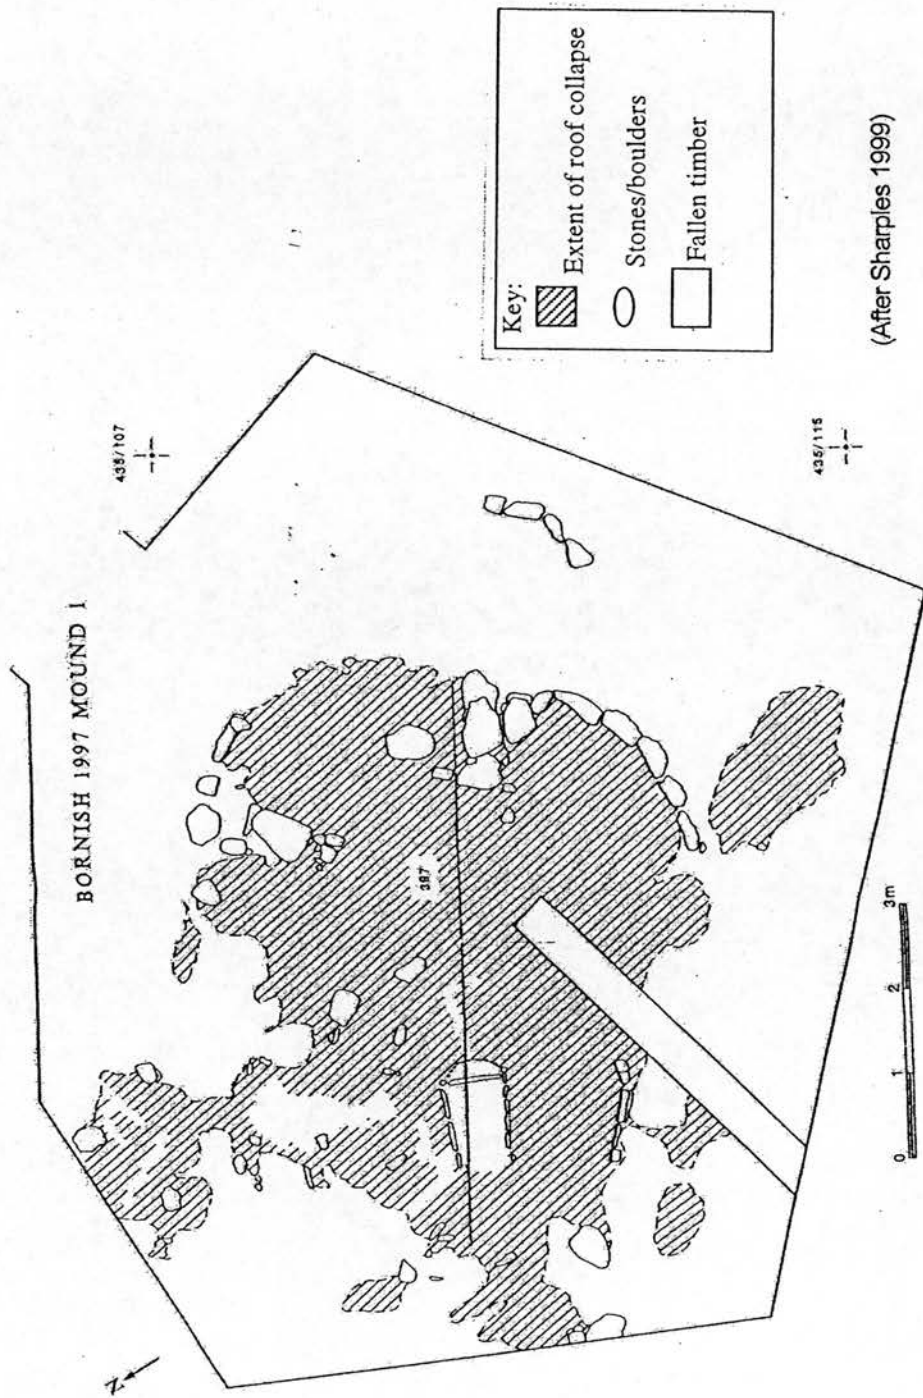 BORNISH 1997 MOUND 1
435/107
435/115
397
N
0 1 2 3m
Key:
Extent of roof collapse
Stones/boulders
Fallen timber
(After Sharples 1999)